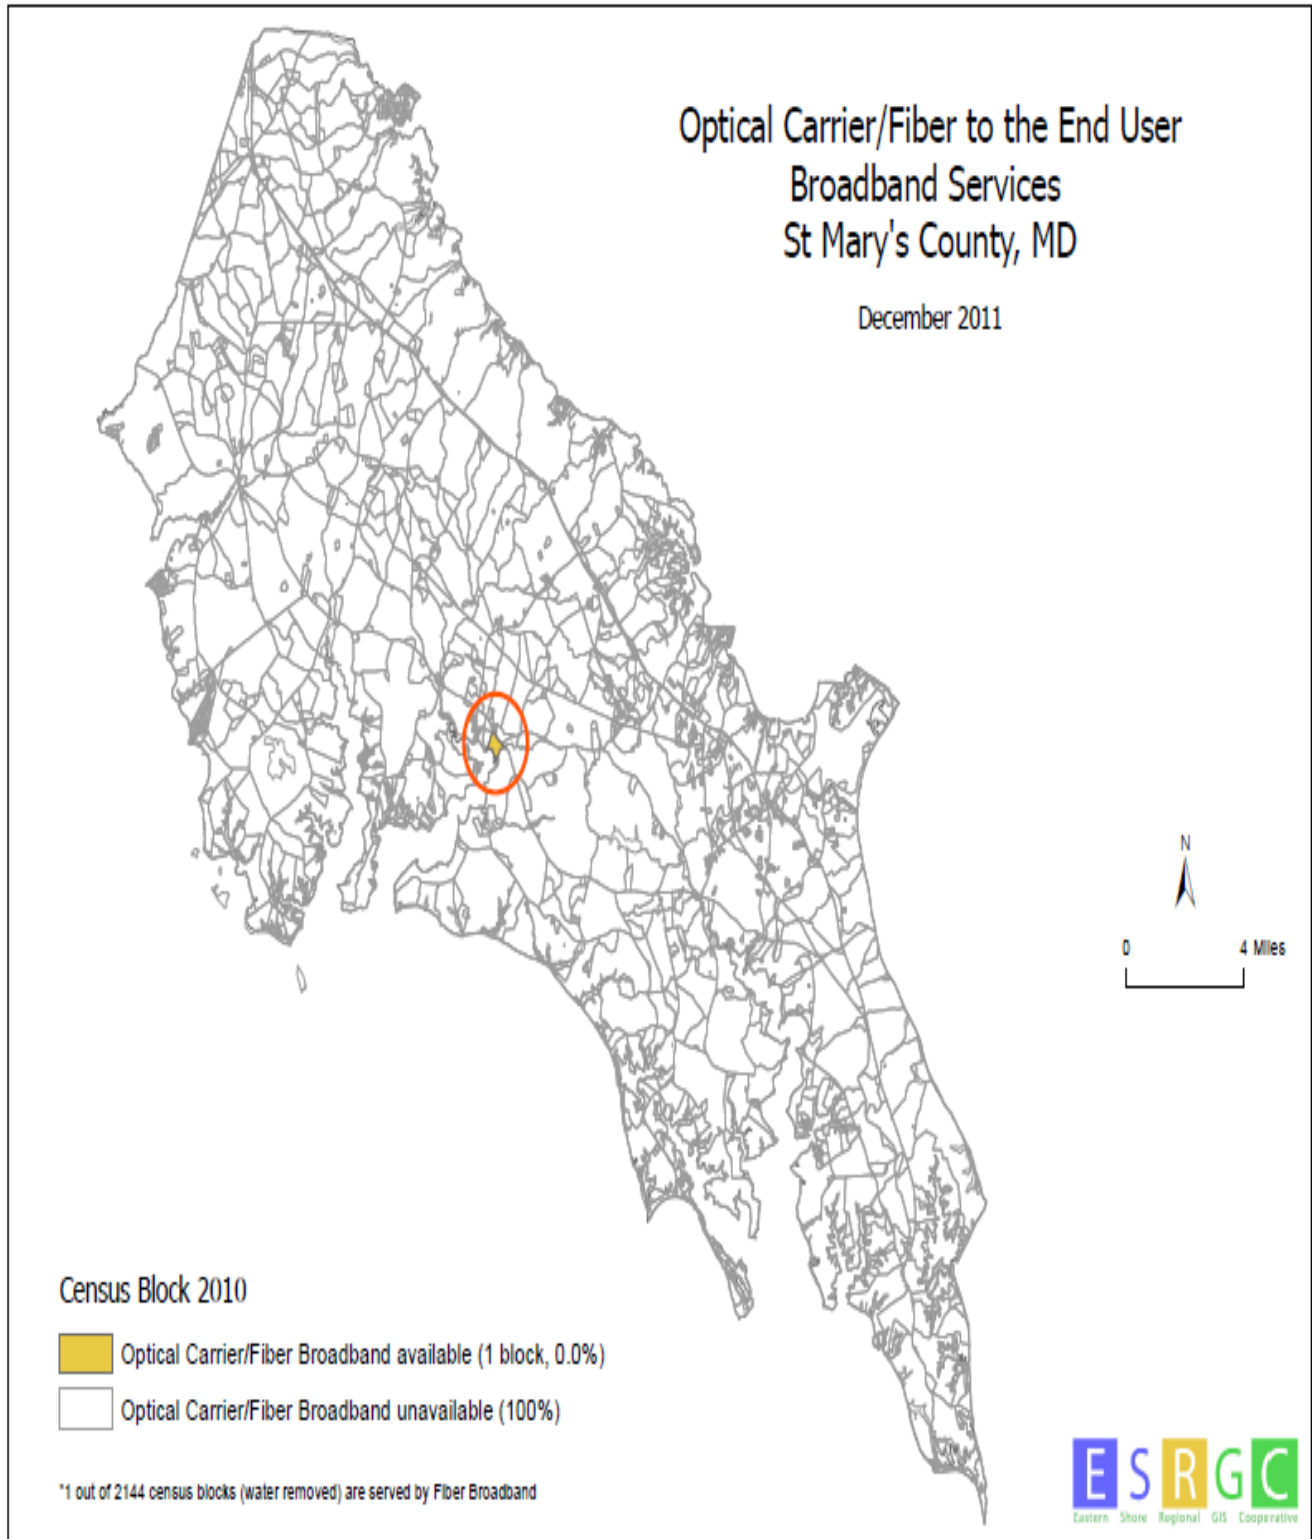 Optical Carrier/Fiber to the End User
Broadband Services
St Mary's County, MD
December 2011
N
0 4 Miles
Census Block 2010
Optical Carrier/Fiber Broadband available (1 block, 0.0%)
Optical Carrier/Fiber Broadband unavailable (100%)
*1 out of 2144 census blocks (water removed) are served by Fiber Broadband
ESRGC
Eastern Shore Regional GIS Cooperative